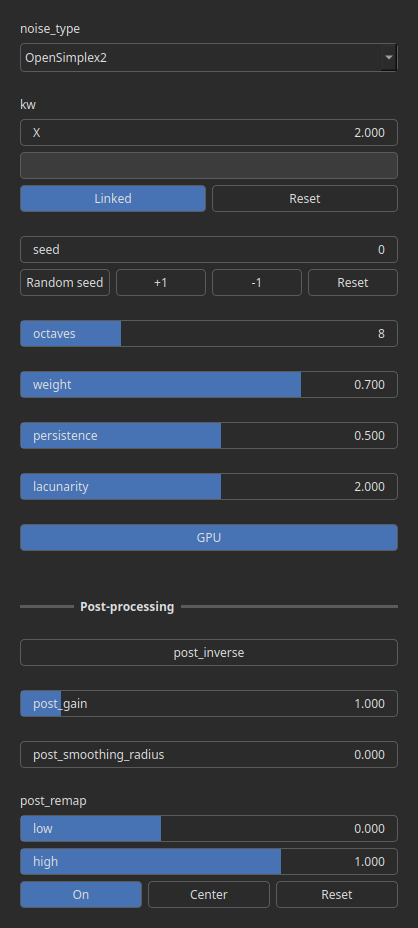 noise_type
OpenSimplex2
kw
X 2.000
Linked Reset
seed 0
Random seed +1 -1 Reset
octaves 8
weight 0.700
persistence 0.500
lacunarity 2.000
GPU
Post-processing
post_inverse
post_gain 1.000
post_smoothing_radius 0.000
post_remap
low 0.000
high 1.000
On Center Reset